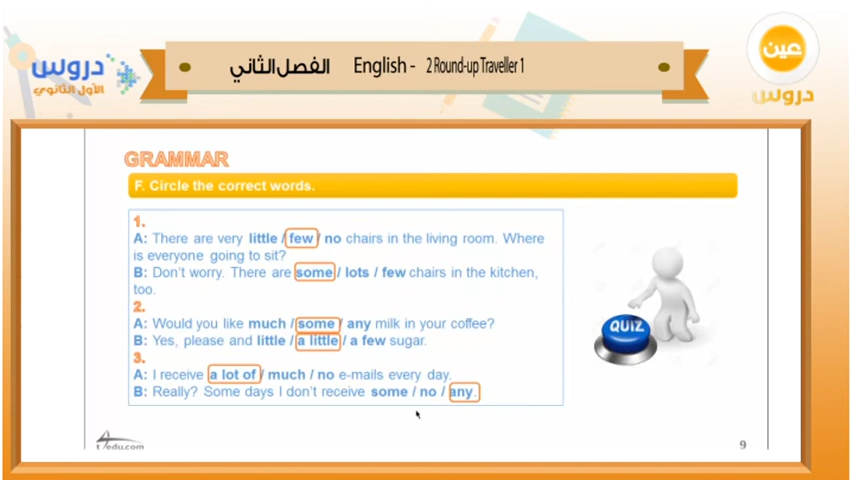 دروس
الأول الثانوي
الفصل الثاني English - 2 Round-up Traveller 1
عين
دروس
GRAMMAR
F. Circle the correct words.
1.
A: There are very little / few / no chairs in the living room. Where
is everyone going to sit?
B: Don't worry. There are some / lots / few chairs in the kitchen,
too.
2.
A: Would you like much / some / any milk in your coffee?
B: Yes, please and little / a little / a few sugar.
3.
A: I receive a lot of / much / no e-mails every day.
B: Really? Some days I don't receive some / no / any.
QUIZ
t4edu.com
9